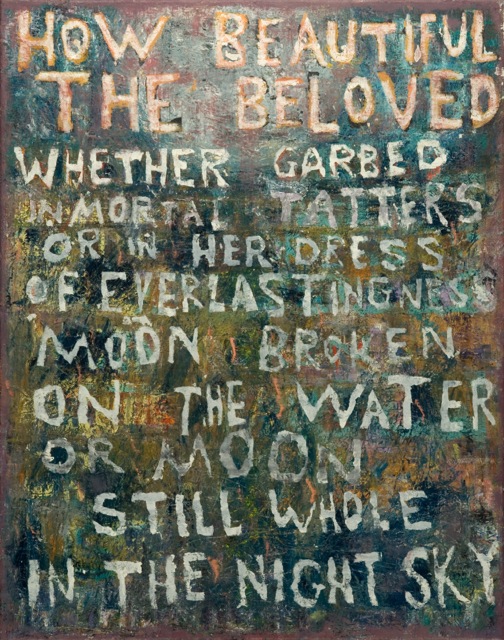 HOW BEAUTIFUL
THE BELOVED
WHETHER GARBED
IN MORTAL TATTERS
OR IN HER DRESS
OF EVERLASTINGNESS
MOON BROKEN
ON THE WATER
OR MOON
STILL WHOLE
IN THE NIGHT SKY